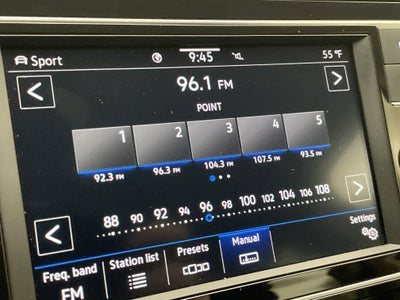 Sport 9:45 55 °F
96.1 FM
POINT
1 2 3 4 5
92.3 FM 96.3 FM 104.3 FM 107.5 FM 93.5 FM
88 90 92 94 96 98 100 102 104 106 108
Settings
Freq. band Station list Presets Manual
FM